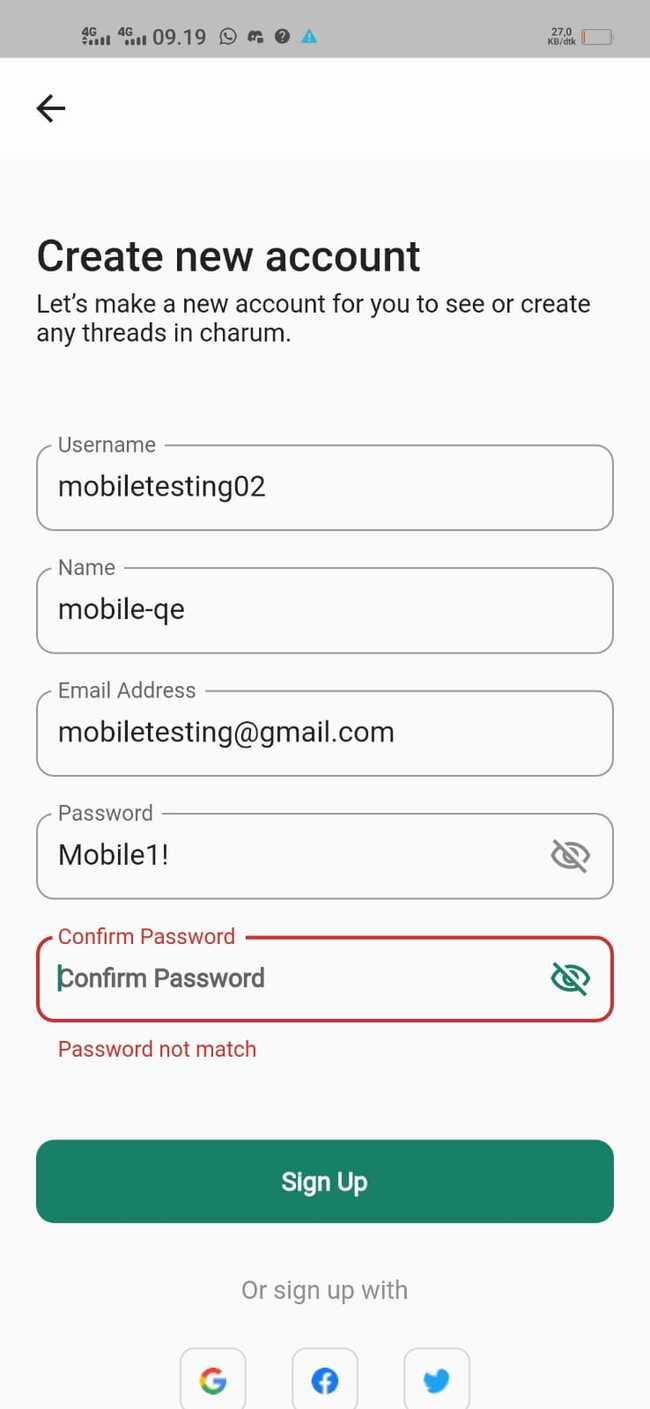 4G 4G 09.19
27,0
KB/dtk
Create new account
Let's make a new account for you to see or create
any threads in charum.
Username
mobiletesting02
Name
mobile-qe
Email Address
mobiletesting@gmail.com
Password
Mobile1!
Confirm Password
Confirm Password
Password not match
Sign Up
Or sign up with